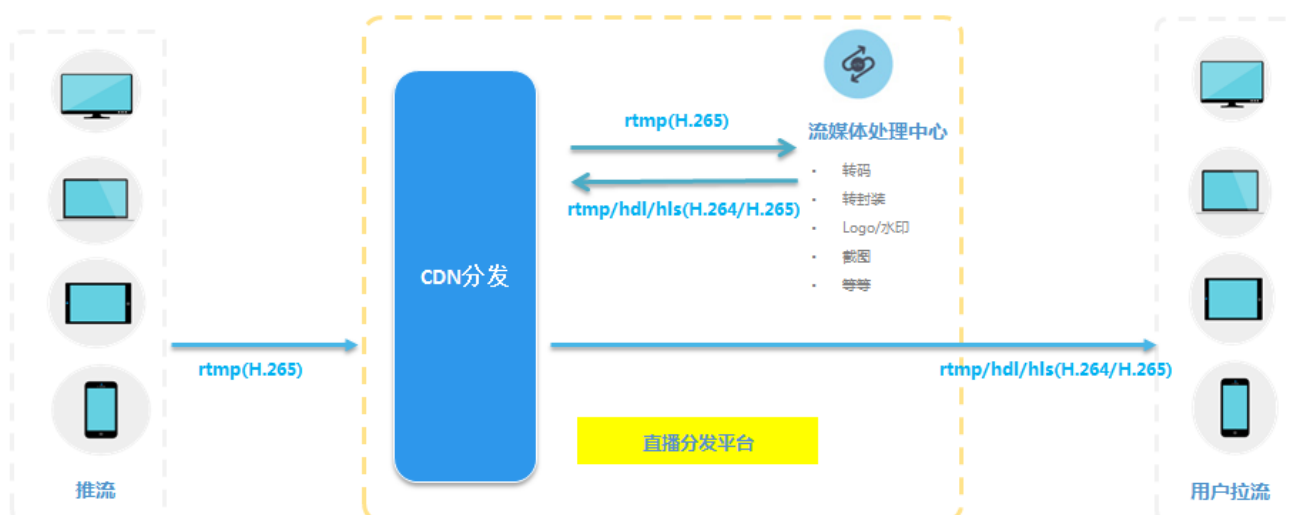 rtmp(H.265)
流媒体处理中心
· 转码
rtmp/hdl/hls(H.264/H.265)
· 转封装
· Logo/水印
· 截图
· 等等
CDN分发
rtmp(H.265)
rtmp/hdl/hls(H.264/H.265)
直播分发平台
推流
用户拉流